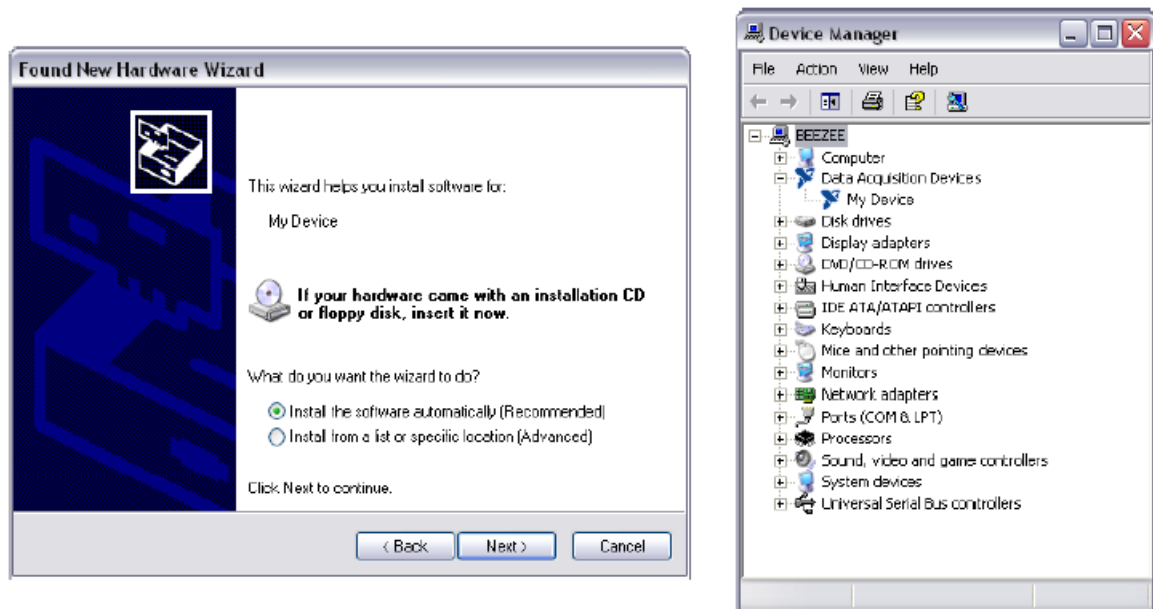 Found New Hardware Wizard
This wizard helps you install software for:
My Device
If your hardware came with an installation CD
or floppy disk, insert it now.
What do you want the wizard to do?
Install the software automatically (Recommended)
Install from a list or specific location (Advanced)
Click Next to continue.
< Back
Next >
Cancel
Device Manager
File Action View Help
BEEZEE
Computer
Data Acquisition Devices
My Device
Disk drives
Display adapters
DVD/CD-ROM drives
Human Interface Devices
IDE ATA/ATAPI controllers
Keyboards
Mice and other pointing devices
Monitors
Network adapters
Ports (COM & LPT)
Processors
Sound, video and game controllers
System devices
Universal Serial Bus controllers